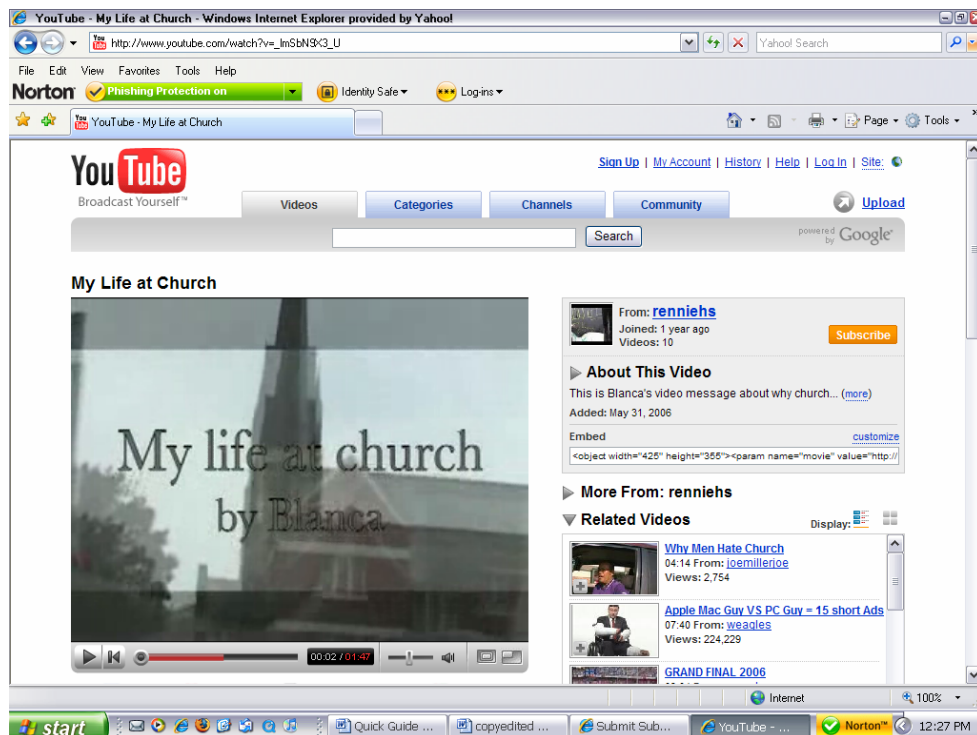 YouTube - My Life at Church - Windows Internet Explorer provided by Yahoo!
http://www.youtube.com/watch?v=_ImSbN9X3_U
Yahoo! Search
File Edit View Favorites Tools Help
Norton Phishing Protection on Identity Safe Log-ins
YouTube - My Life at Church
Page Tools
You Tube
Broadcast Yourself™
Sign Up | My Account | History | Help | Log In | Site:
Videos Categories Channels Community Upload
Search
powered by Google
My Life at Church
My life at church
by Blanca
00:02 / 01:47
From: renniehs
Joined: 1 year ago
Videos: 10
Subscribe
About This Video
This is Blanca's video message about why church... (more)
Added: May 31, 2006
Embed customize
<object width="425" height="355"><param name="movie" value="http://
More From: renniehs
Related Videos
Display:
Why Men Hate Church
04:14 From: joemillerjoe
Views: 2,754
Apple Mac Guy VS PC Guy = 15 short Ads
07:40 From: weagles
Views: 224,229
GRAND FINAL 2006
Internet 100%
start Quick Guide ... copyedited ... Submit Sub... YouTube - ... Norton™ 12:27 PM